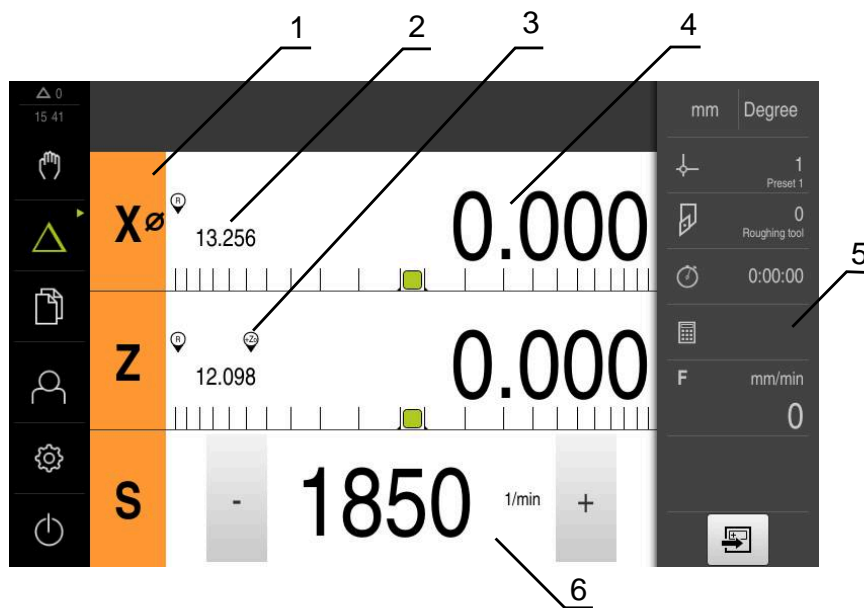 1 2 3 4
△ 0
15 41
mm Degree
1
Preset 1
R
X⌀ 13.256 0.000
0
Roughing tool
5
0:00:00
R +Z₀
Z 12.098 0.000
F mm/min
0
S - 1850 1/min +
6